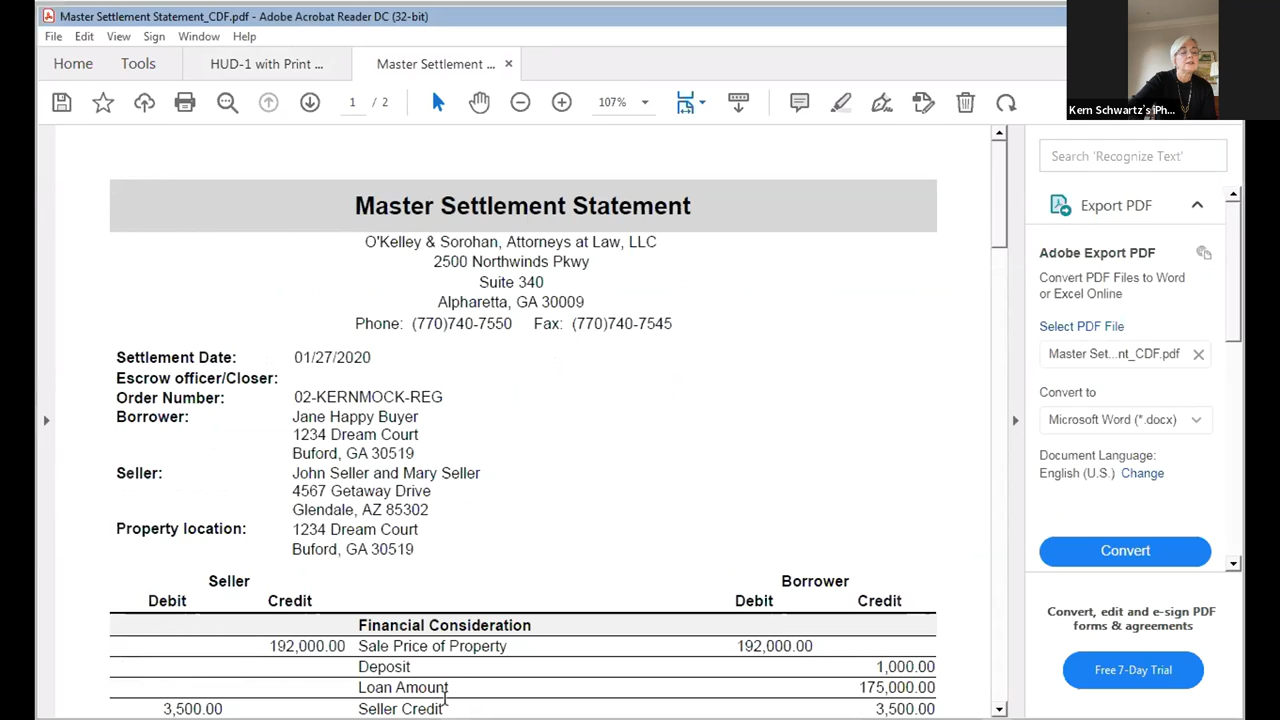 Master Settlement Statement_CDF.pdf - Adobe Acrobat Reader DC (32-bit)
File Edit View Sign Window Help
Home Tools HUD-1 with Print ... Master Settlement ... ×
1 / 2 107%
Kern Schwartz's iPh...
Search 'Recognize Text'
Export PDF
Adobe Export PDF
Convert PDF Files to Word
or Excel Online
Select PDF File
Master Set...nt_CDF.pdf
Convert to
Microsoft Word (*.docx)
Document Language:
English (U.S.) Change
Convert
Convert, edit and e-sign PDF
forms & agreements
Free 7-Day Trial
Master Settlement Statement
O'Kelley & Sorohan, Attorneys at Law, LLC
2500 Northwinds Pkwy
Suite 340
Alpharetta, GA 30009
Phone: (770)740-7550 Fax: (770)740-7545
Settlement Date: 01/27/2020
Escrow officer/Closer:
Order Number: 02-KERNMOCK-REG
Borrower: Jane Happy Buyer
1234 Dream Court
Buford, GA 30519
Seller: John Seller and Mary Seller
4567 Getaway Drive
Glendale, AZ 85302
Property location: 1234 Dream Court
Buford, GA 30519
Seller Borrower
Debit Credit Debit Credit
Financial Consideration
192,000.00 Sale Price of Property 192,000.00
Deposit 1,000.00
Loan Amount 175,000.00
3,500.00 Seller Credit 3,500.00